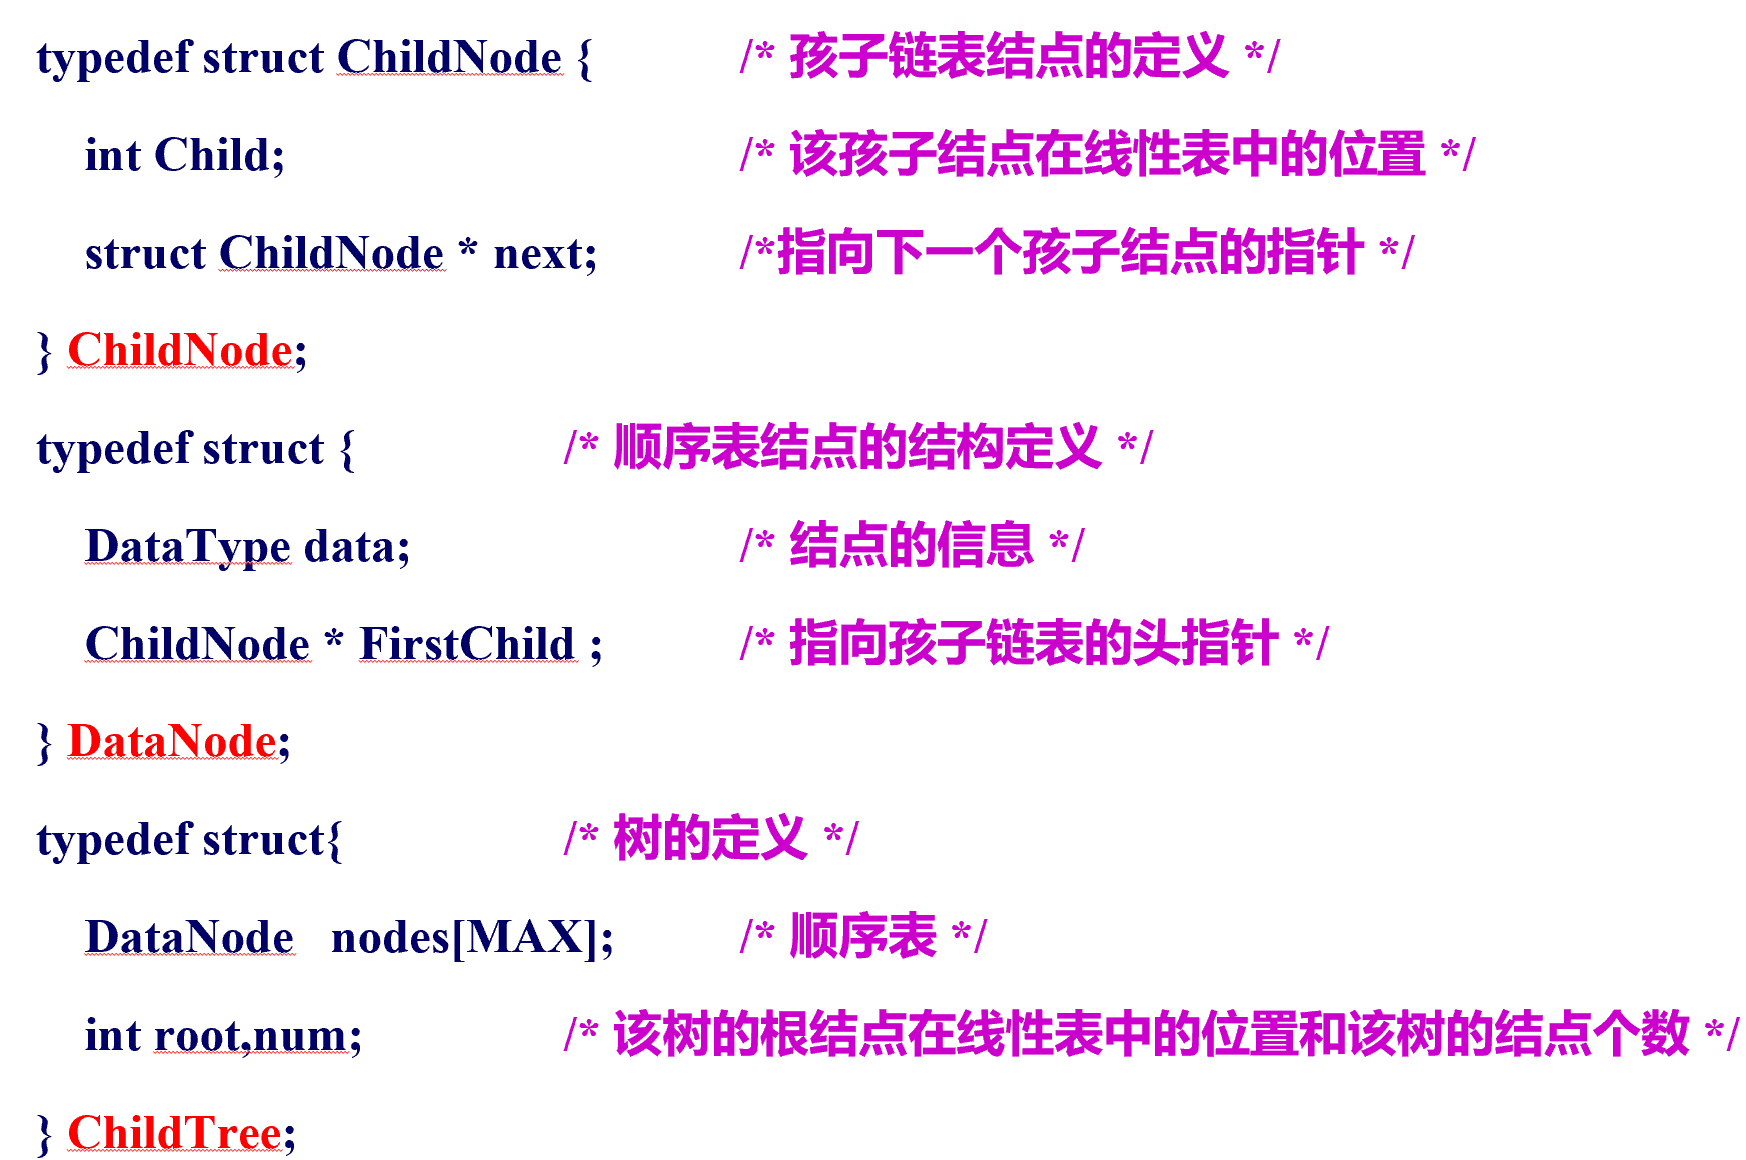 typedef struct ChildNode { /* 孩子链表结点的定义 */
int Child; /* 该孩子结点在线性表中的位置 */
struct ChildNode * next; /*指向下一个孩子结点的指针 */
} ChildNode;
typedef struct { /* 顺序表结点的结构定义 */
DataType data; /* 结点的信息 */
ChildNode * FirstChild ; /* 指向孩子链表的头指针 */
} DataNode;
typedef struct{ /* 树的定义 */
DataNode nodes[MAX]; /* 顺序表 */
int root,num; /* 该树的根结点在线性表中的位置和该树的结点个数 */
} ChildTree;